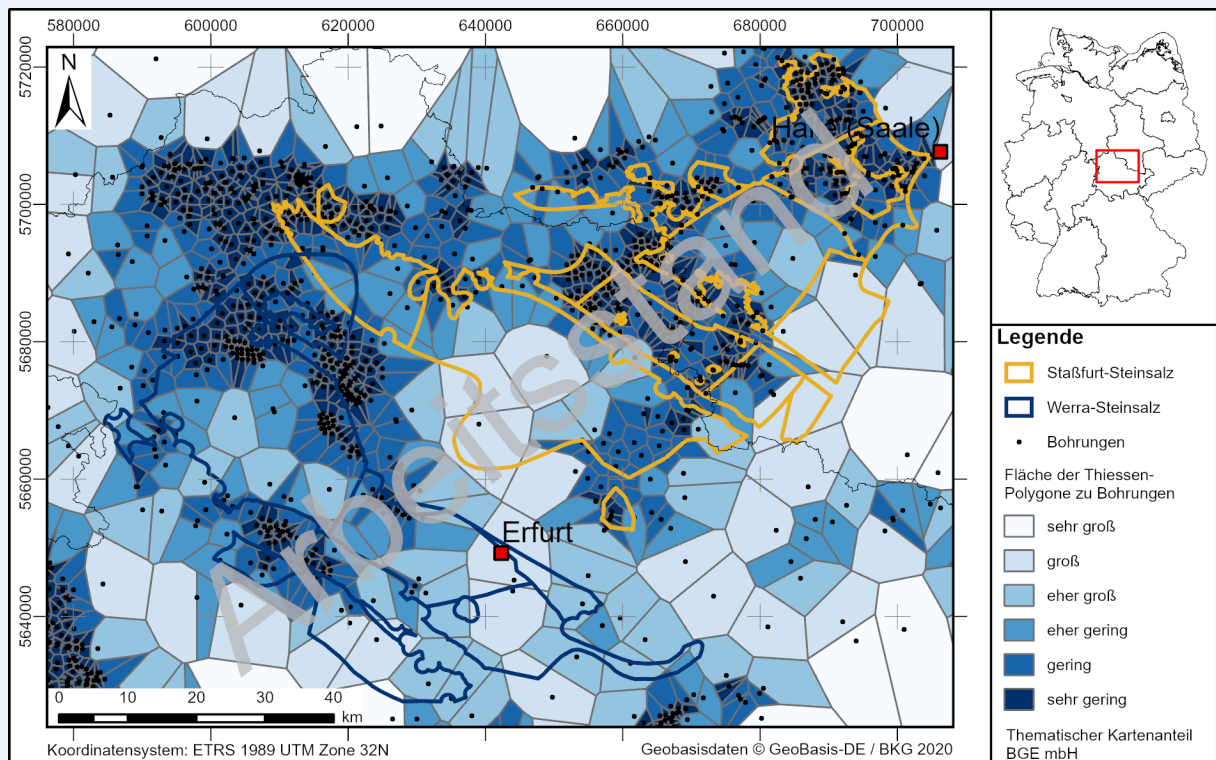 580000 600000 620000 640000 660000 680000 700000
5720000
5700000
5680000
5660000
5640000
N
Halle (Saale)
Erfurt
Arbeitsstand
0 10 20 30 40
km
Koordinatensystem: ETRS 1989 UTM Zone 32N
Geobasisdaten © GeoBasis-DE / BKG 2020
Legende
Staßfurt-Steinsalz
Werra-Steinsalz
Bohrungen
Fläche der Thiessen-
Polygone zu Bohrungen
sehr groß
groß
eher groß
eher gering
gering
sehr gering
Thematischer Kartenanteil
BGE mbH